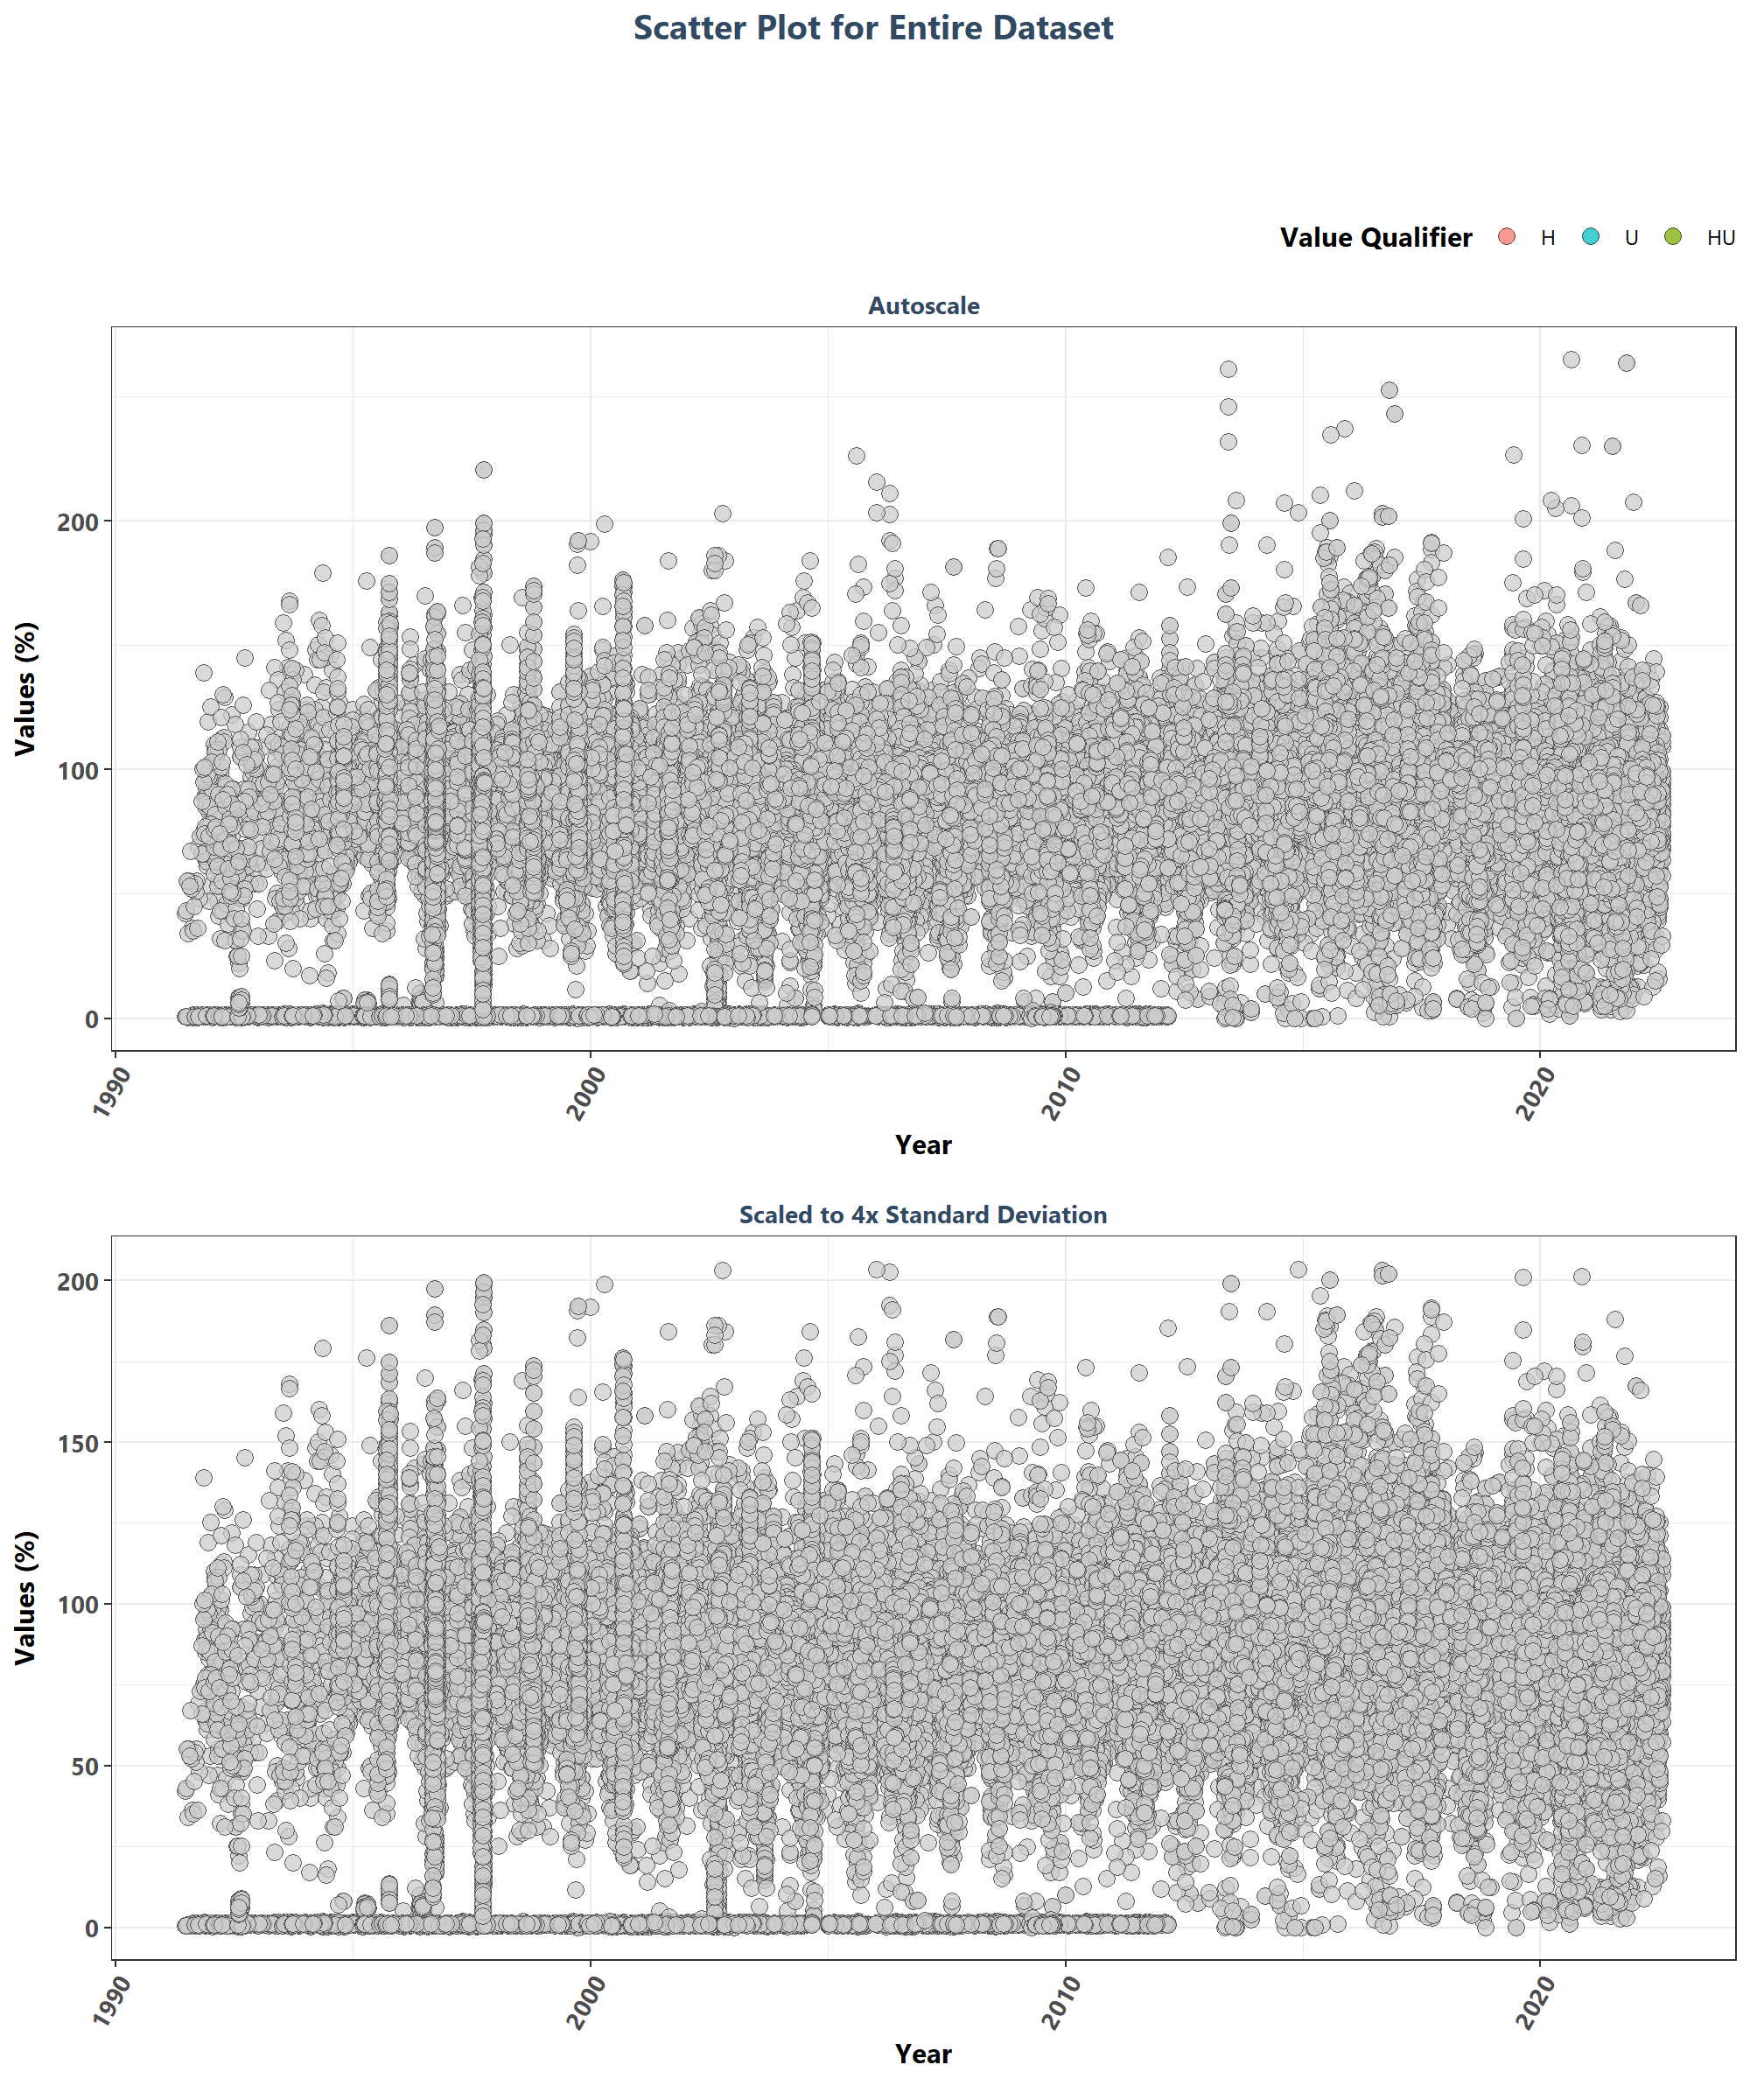 Scatter Plot for Entire Dataset
Value Qualifier H U HU
Autoscale
Values (%)
200
100
0
1990 2000 2010 2020
Year
Scaled to 4x Standard Deviation
Values (%)
200
150
100
50
0
1990 2000 2010 2020
Year